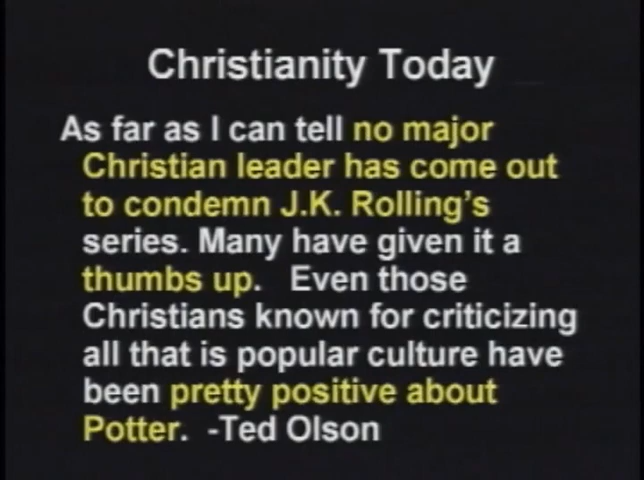 Christianity Today
As far as I can tell no major
Christian leader has come out
to condemn J.K. Rolling's
series. Many have given it a
thumbs up. Even those
Christians known for criticizing
all that is popular culture have
been pretty positive about
Potter. -Ted Olson